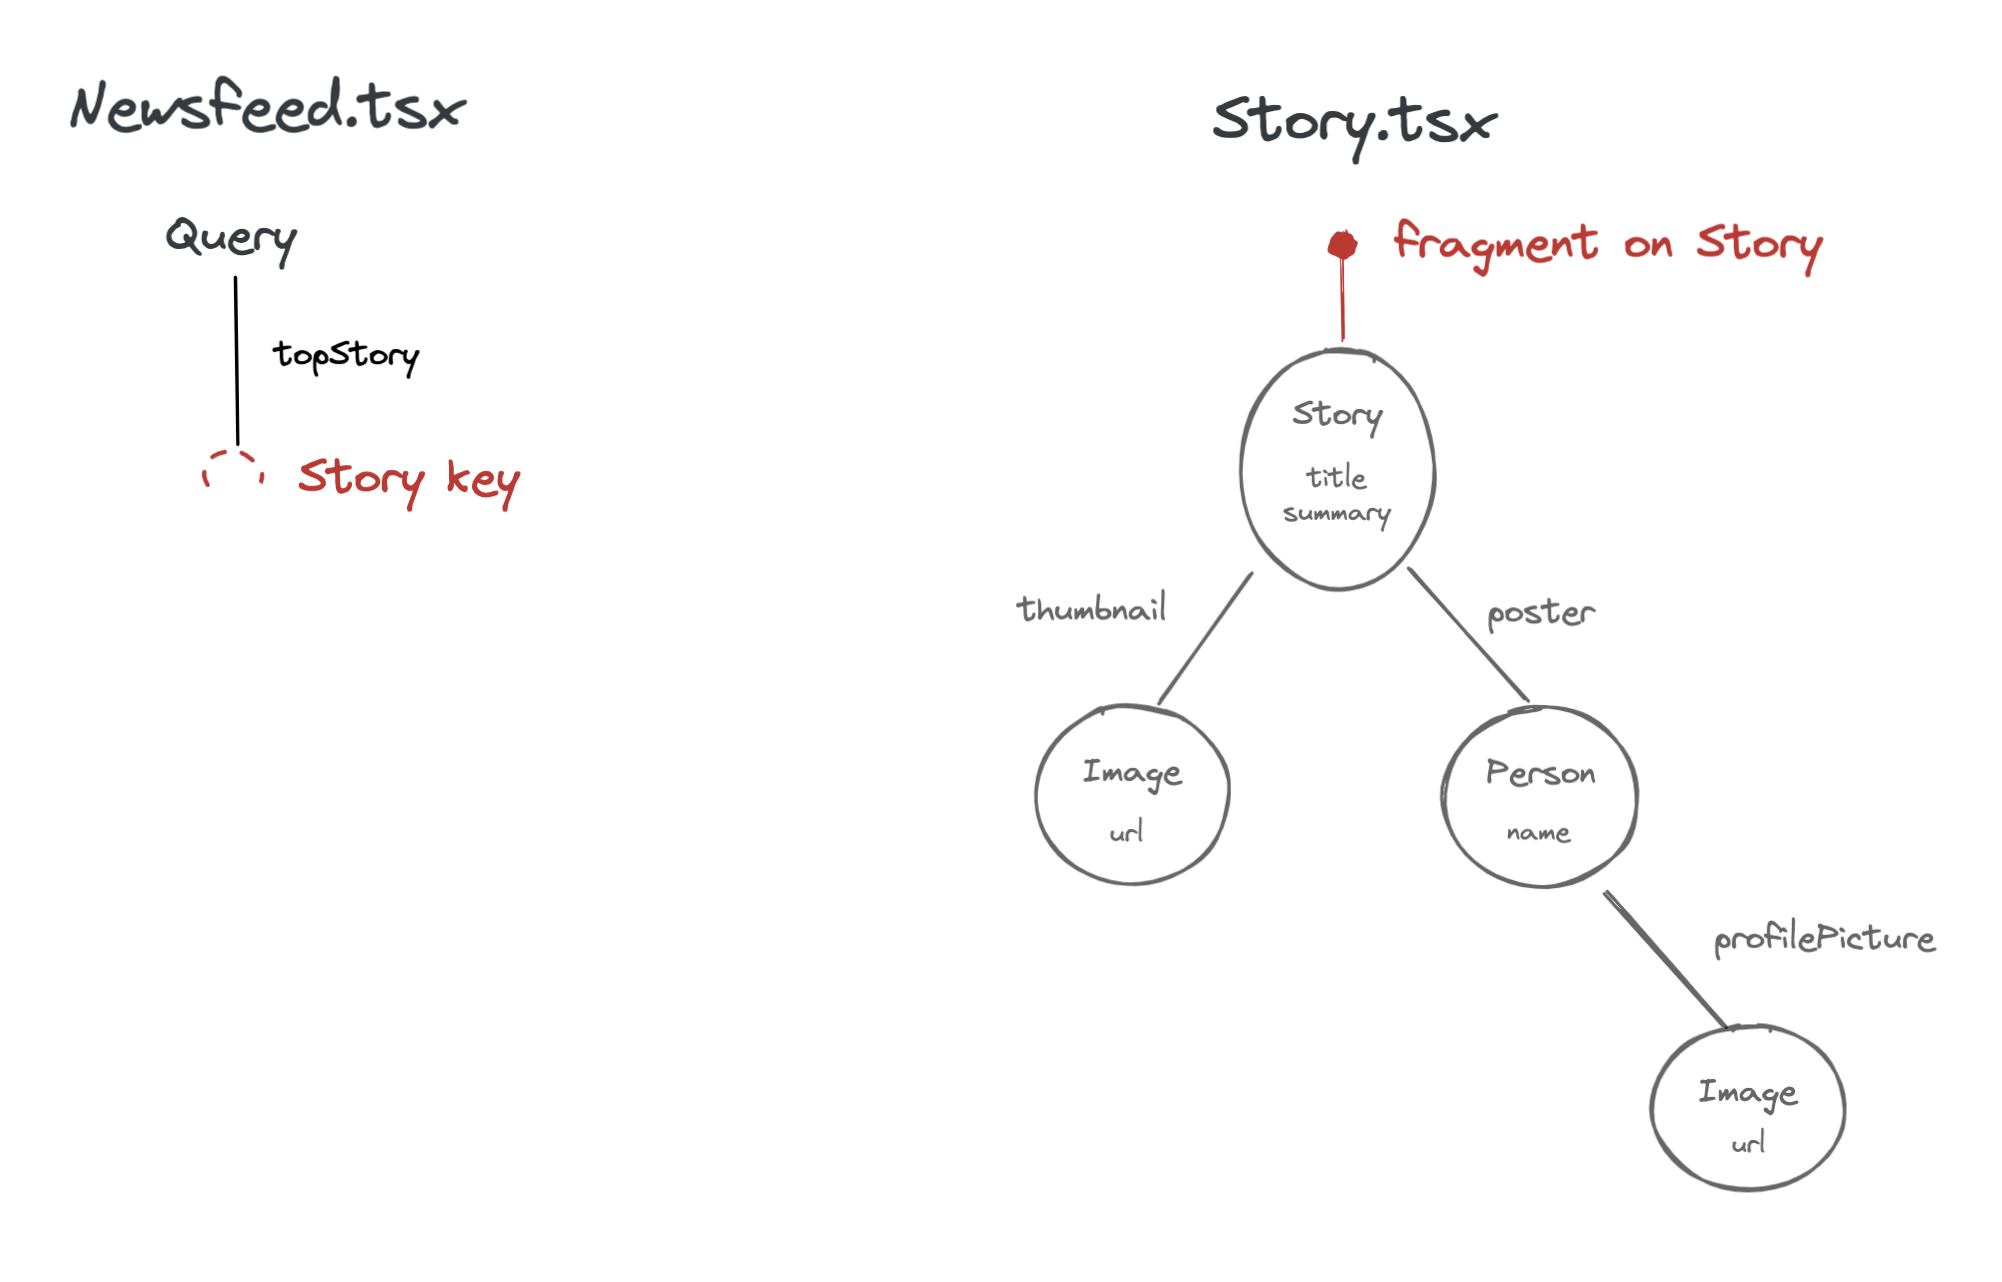 Newsfeed.tsx
Query
topStory
Story key
Story.tsx
fragment on Story
Story
title
summary
thumbnail
poster
Image
url
Person
name
profilePicture
Image
url